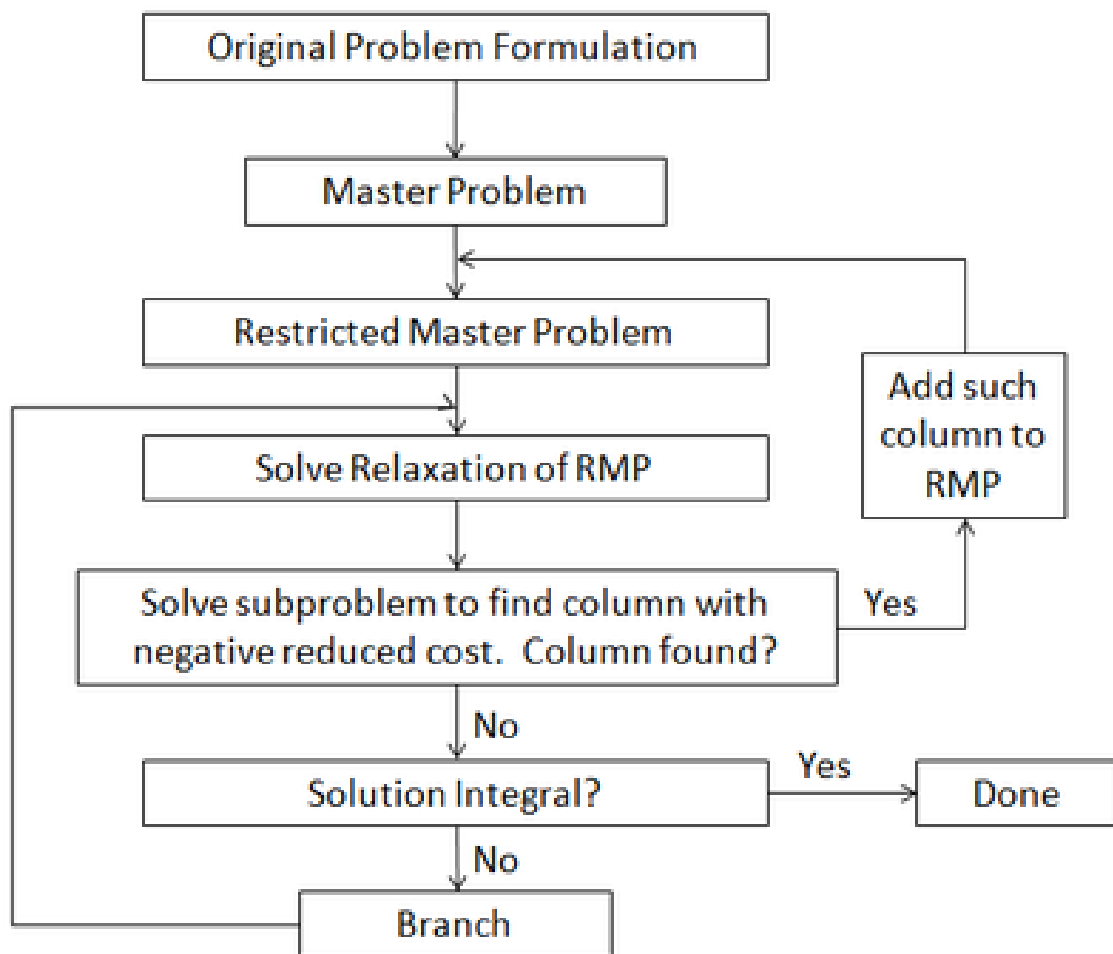 Original Problem Formulation
Master Problem
Restricted Master Problem
Add such
column to
RMP
Solve Relaxation of RMP
Solve subproblem to find column with
negative reduced cost.  Column found?
Yes
No
Solution Integral?
Yes
Done
No
Branch